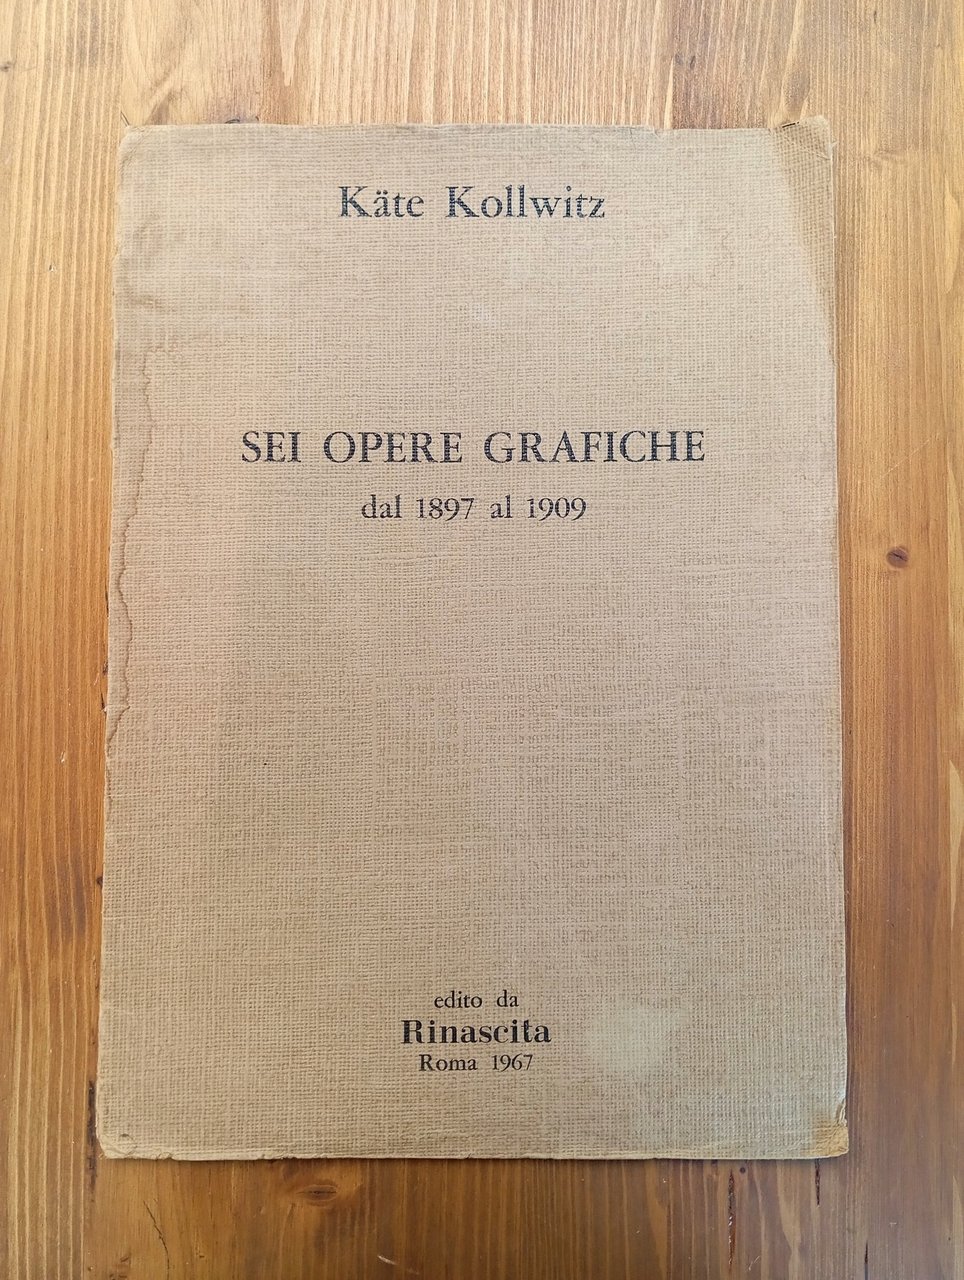 Käte Kollwitz
SEI OPERE GRAFICHE
dal 1897 al 1909
edito da
Rinascita
Roma 1967